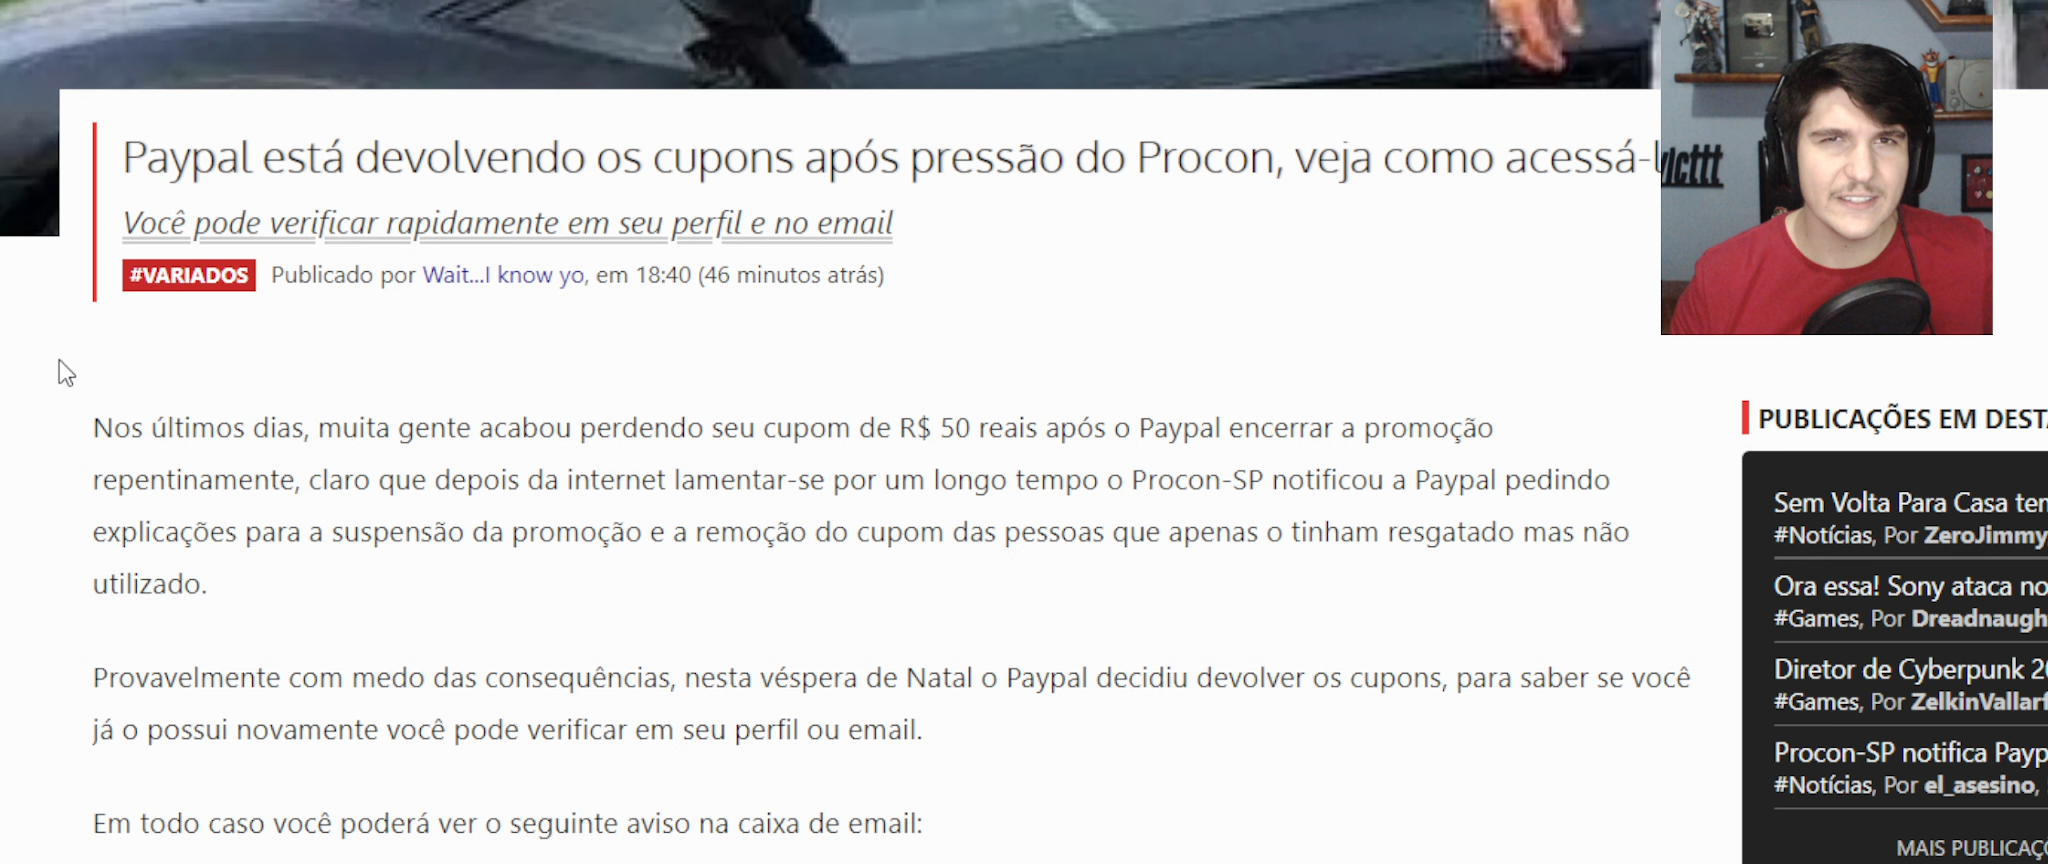 Paypal está devolvendo os cupons após pressão do Procon, veja como acessá-
Você pode verificar rapidamente em seu perfil e no email
#VARIADOS Publicado por Wait...I know yo, em 18:40 (46 minutos atrás)
Nos últimos dias, muita gente acabou perdendo seu cupom de R$ 50 reais após o Paypal encerrar a promoção
repentinamente, claro que depois da internet lamentar-se por um longo tempo o Procon-SP notificou a Paypal pedindo
explicações para a suspensão da promoção e a remoção do cupom das pessoas que apenas o tinham resgatado mas não
utilizado.
Provavelmente com medo das consequências, nesta véspera de Natal o Paypal decidiu devolver os cupons, para saber se você
já o possui novamente você pode verificar em seu perfil ou email.
Em todo caso você poderá ver o seguinte aviso na caixa de email:
PUBLICAÇÕES EM DESTA
Sem Volta Para Casa ten
#Notícias, Por ZeroJimmy
Ora essa! Sony ataca no
#Games, Por Dreadnaugh
Diretor de Cyberpunk 20
#Games, Por ZelkinVallarf
Procon-SP notifica Payp
#Notícias, Por el_asesino,
MAIS PUBLICAÇÕ